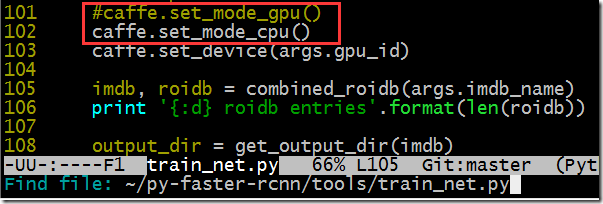 101 #caffe.set_mode_gpu()
102 caffe.set_mode_cpu()
103 caffe.set_device(args.gpu_id)
104
105 imdb, roidb = combined_roidb(args.imdb_name)
106 print '{:d} roidb entries'.format(len(roidb))
107
108 output_dir = get_output_dir(imdb)
-UU-:----F1 train_net.py 66% L105 Git:master (Pyt
Find file: ~/py-faster-rcnn/tools/train_net.py